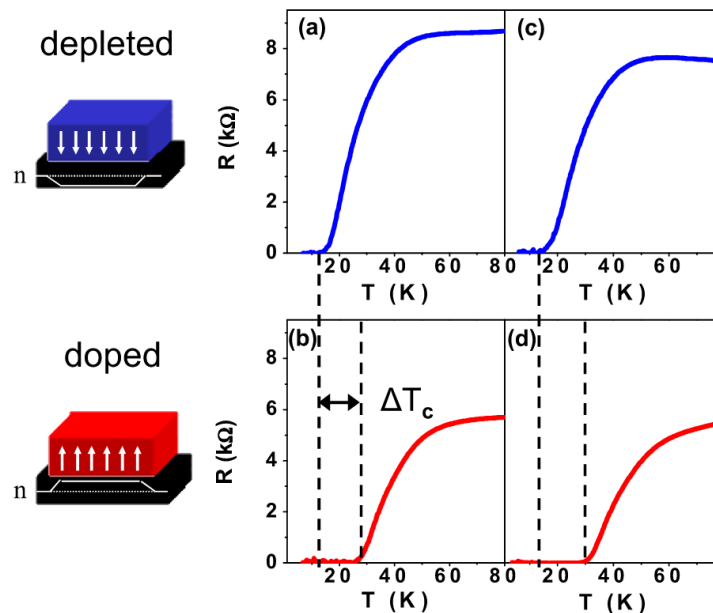 depleted
n
(a)
R (kΩ)
8
6
4
2
0
20 40 60 80
T (K)
(c)
0 20 40 60
T (K)
doped
n
(b)
ΔTc
R (kΩ)
8
6
4
2
0
20 40 60 80
T (K)
(d)
0 20 40 60
T (K)